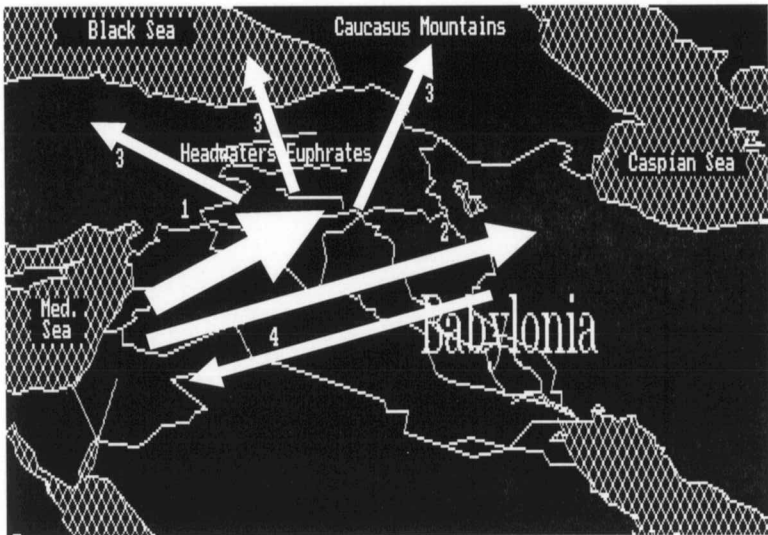 Black Sea
Caucasus Mountains
3
3
3
Headwaters Euphrates
Caspian Sea
1
2
Med.
Sea
Babylonia
4